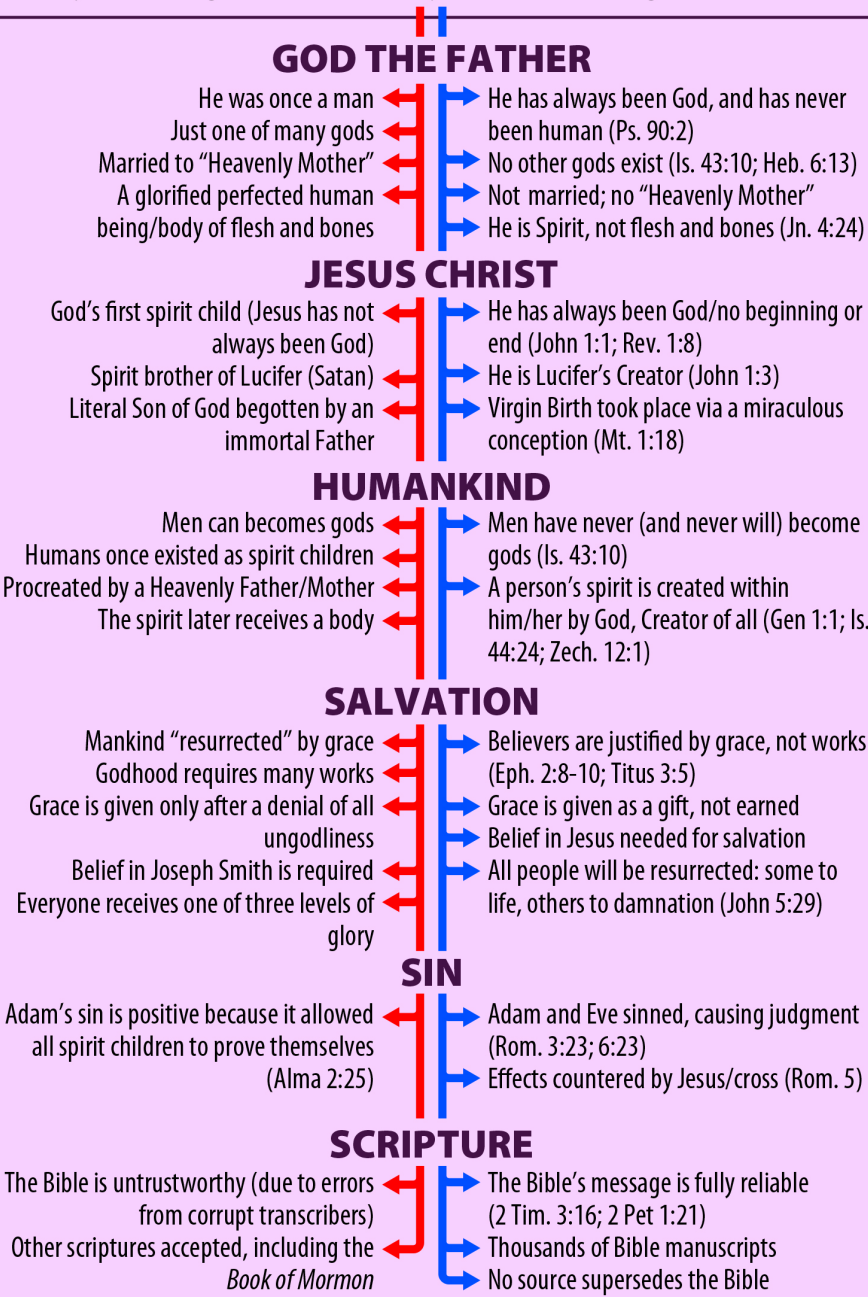 GOD THE FATHER
He was once a man
Just one of many gods
Married to “Heavenly Mother”
A glorified perfected human
being/body of flesh and bones
He has always been God, and has never
been human (Ps. 90:2)
No other gods exist (Is. 43:10; Heb. 6:13)
Not married; no “Heavenly Mother”
He is Spirit, not flesh and bones (Jn. 4:24)
JESUS CHRIST
God’s first spirit child (Jesus has not
always been God)
Spirit brother of Lucifer (Satan)
Literal Son of God begotten by an
immortal Father
He has always been God/no beginning or
end (John 1:1; Rev. 1:8)
He is Lucifer’s Creator (John 1:3)
Virgin Birth took place via a miraculous
conception (Mt. 1:18)
HUMANKIND
Men can becomes gods
Humans once existed as spirit children
Procreated by a Heavenly Father/Mother
The spirit later receives a body
Men have never (and never will) become
gods (Is. 43:10)
A person’s spirit is created within
him/her by God, Creator of all (Gen 1:1; Is.
44:24; Zech. 12:1)
SALVATION
Mankind “resurrected” by grace
Godhood requires many works
Grace is given only after a denial of all
ungodliness
Belief in Joseph Smith is required
Everyone receives one of three levels of
glory
Believers are justified by grace, not works
(Eph. 2:8-10; Titus 3:5)
Grace is given as a gift, not earned
Belief in Jesus needed for salvation
All people will be resurrected: some to
life, others to damnation (John 5:29)
SIN
Adam’s sin is positive because it allowed
all spirit children to prove themselves
(Alma 2:25)
Adam and Eve sinned, causing judgment
(Rom. 3:23; 6:23)
Effects countered by Jesus/cross (Rom. 5)
SCRIPTURE
The Bible is untrustworthy (due to errors
from corrupt transcribers)
Other scriptures accepted, including the
Book of Mormon
The Bible’s message is fully reliable
(2 Tim. 3:16; 2 Pet 1:21)
Thousands of Bible manuscripts
No source supersedes the Bible